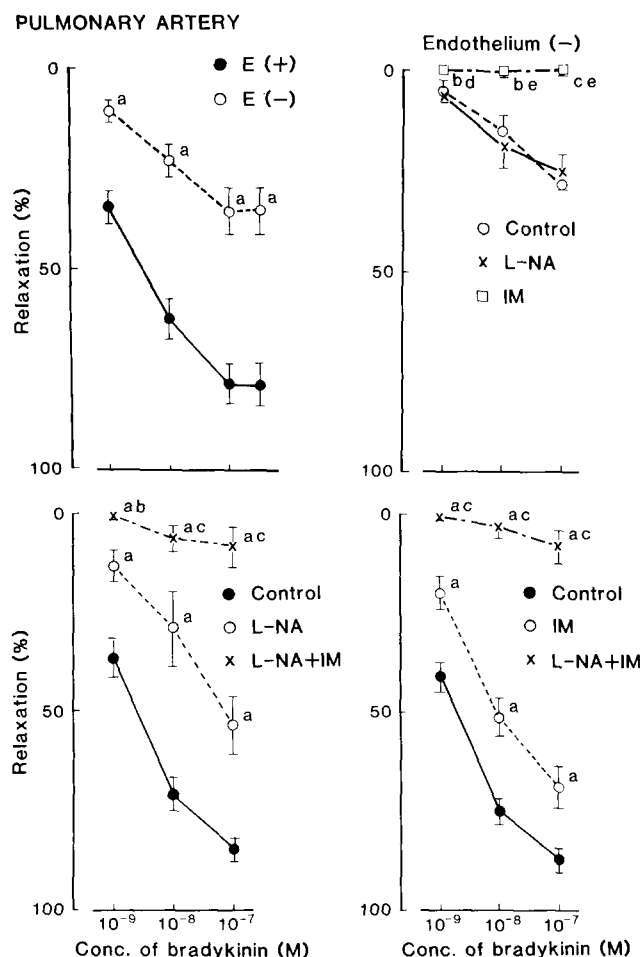 PULMONARY ARTERY
0
50
100
Relaxation (%)
E (+)
E (−)
a
a
a
a
Endothelium (−)
0
50
100
bd
be
ce
Control
L-NA
IM
0
50
100
Relaxation (%)
ab
ac
ac
a
a
a
Control
L-NA
L-NA+IM
10⁻⁹ 10⁻⁸ 10⁻⁷
Conc. of bradykinin (M)
0
50
100
ac
ac
ac
a
a
a
Control
IM
L-NA+IM
10⁻⁹ 10⁻⁸ 10⁻⁷
Conc. of bradykinin (M)